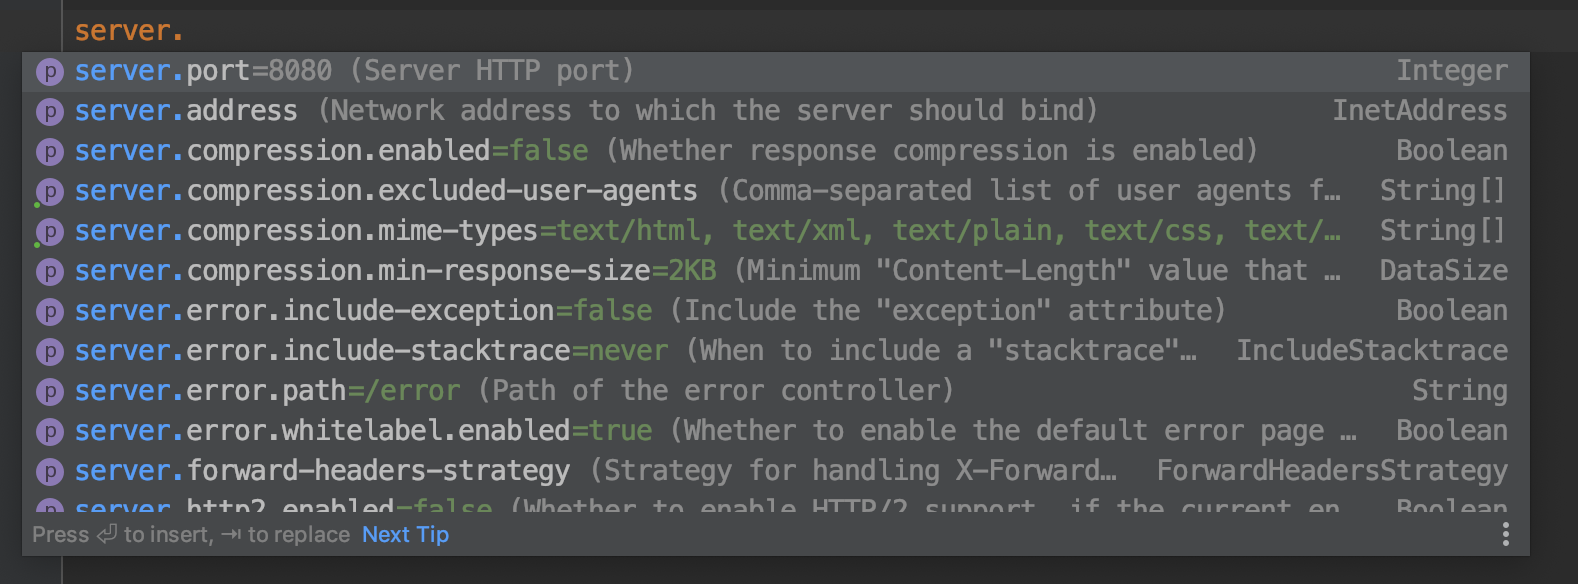 server.
p server.port=8080 (Server HTTP port) Integer
p server.address (Network address to which the server should bind) InetAddress
p server.compression.enabled=false (Whether response compression is enabled) Boolean
p server.compression.excluded-user-agents (Comma-separated list of user agents f… String[]
p server.compression.mime-types=text/html, text/xml, text/plain, text/css, text/… String[]
p server.compression.min-response-size=2KB (Minimum "Content-Length" value that … DataSize
p server.error.include-exception=false (Include the "exception" attribute) Boolean
p server.error.include-stacktrace=never (When to include a "stacktrace"… IncludeStacktrace
p server.error.path=/error (Path of the error controller) String
p server.error.whitelabel.enabled=true (Whether to enable the default error page … Boolean
p server.forward-headers-strategy (Strategy for handling X-Forward… ForwardHeadersStrategy
p server.http2.enabled=false (Whether to enable HTTP/2 support, if the current en… Boolean
Press ⏎ to insert, ⇥ to replace Next Tip